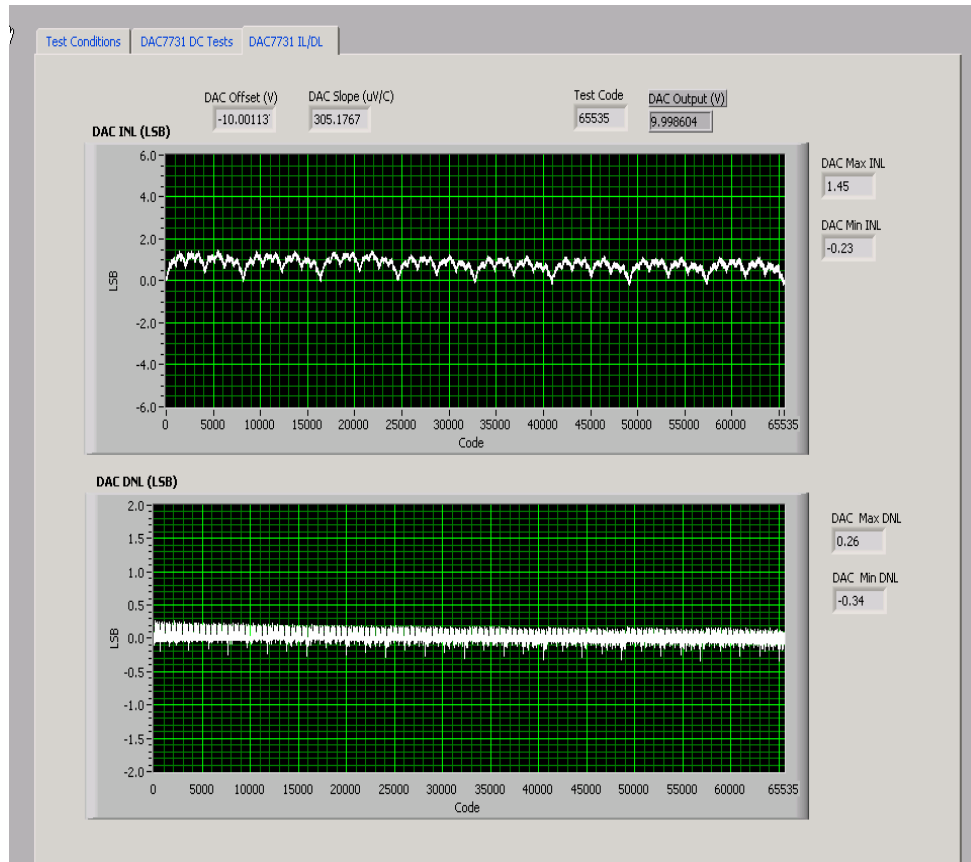 Test Conditions DAC7731 DC Tests DAC7731 IL/DL
DAC Offset (V) DAC Slope (uV/C) Test Code DAC Output (V)
-10.00113 305.1767 65535 9.998604
DAC INL (LSB)
6.0
4.0
2.0
0.0
-2.0
-4.0
-6.0
LSB
0 5000 10000 15000 20000 25000 30000 35000 40000 45000 50000 55000 60000 65535
Code
DAC Max INL
1.45
DAC Min INL
-0.23
DAC DNL (LSB)
2.0
1.5
1.0
0.5
0.0
-0.5
-1.0
-1.5
-2.0
LSB
0 5000 10000 15000 20000 25000 30000 35000 40000 45000 50000 55000 60000 65535
Code
DAC Max DNL
0.26
DAC Min DNL
-0.34